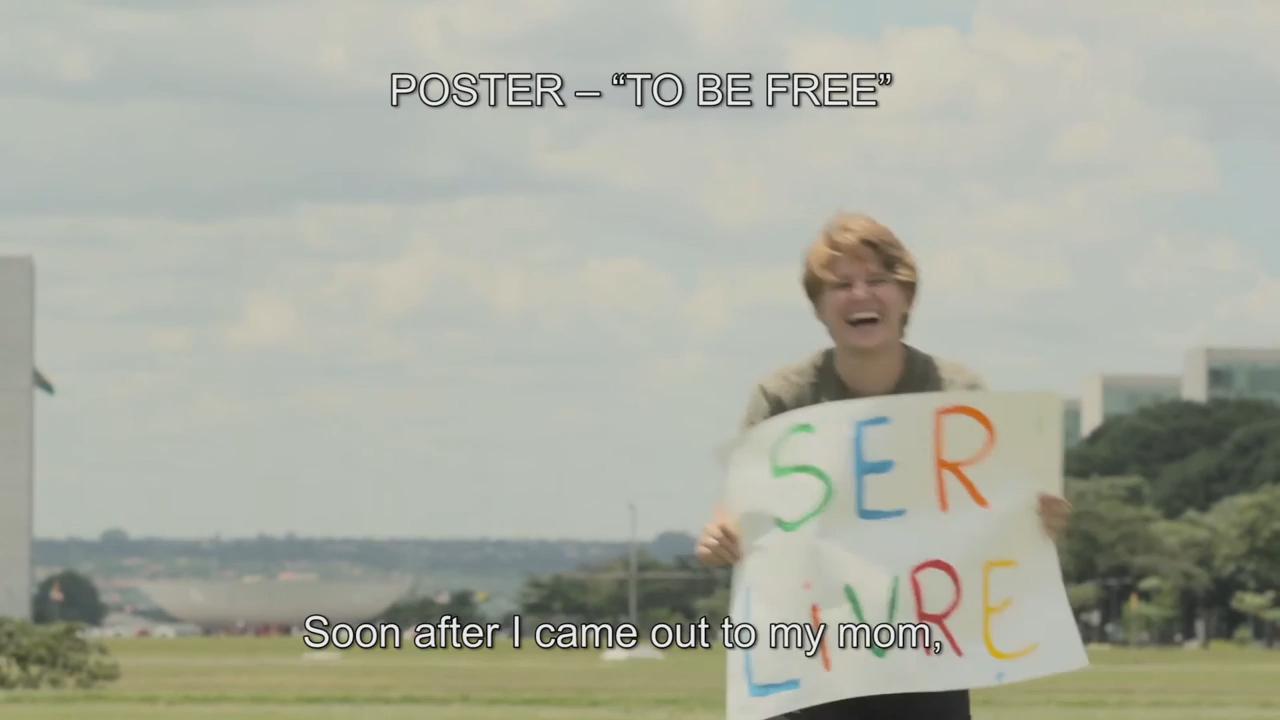 POSTER – “TO BE FREE”
SER
LiVRE
Soon after I came out to my mom,